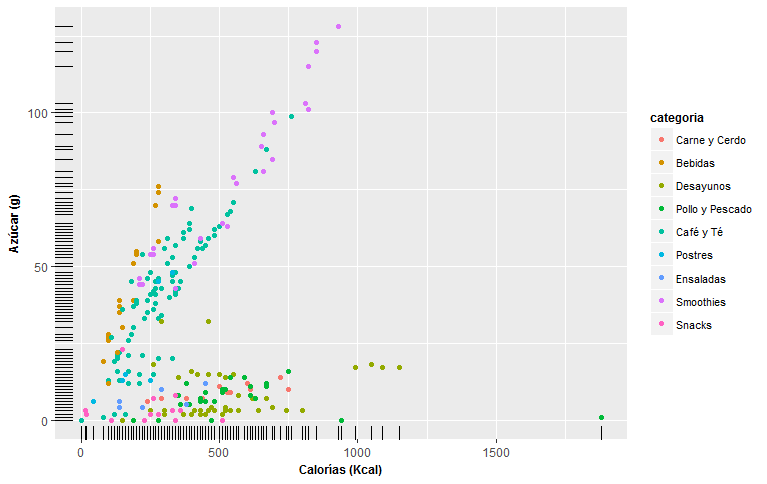 100
50
0
Azúcar (g)
0
500
1000
1500
Calorías (Kcal)
categoria
Carne y Cerdo
Bebidas
Desayunos
Pollo y Pescado
Café y Té
Postres
Ensaladas
Smoothies
Snacks